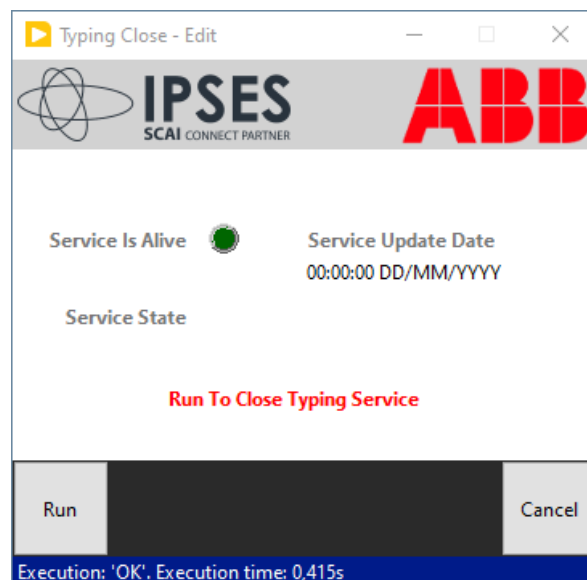 Typing Close - Edit
IPSES
SCAI CONNECT PARTNER
ABB
Service Is Alive
Service Update Date
00:00:00 DD/MM/YYYY
Service State
Run To Close Typing Service
Run
Cancel
Execution: 'OK'. Execution time: 0,415s